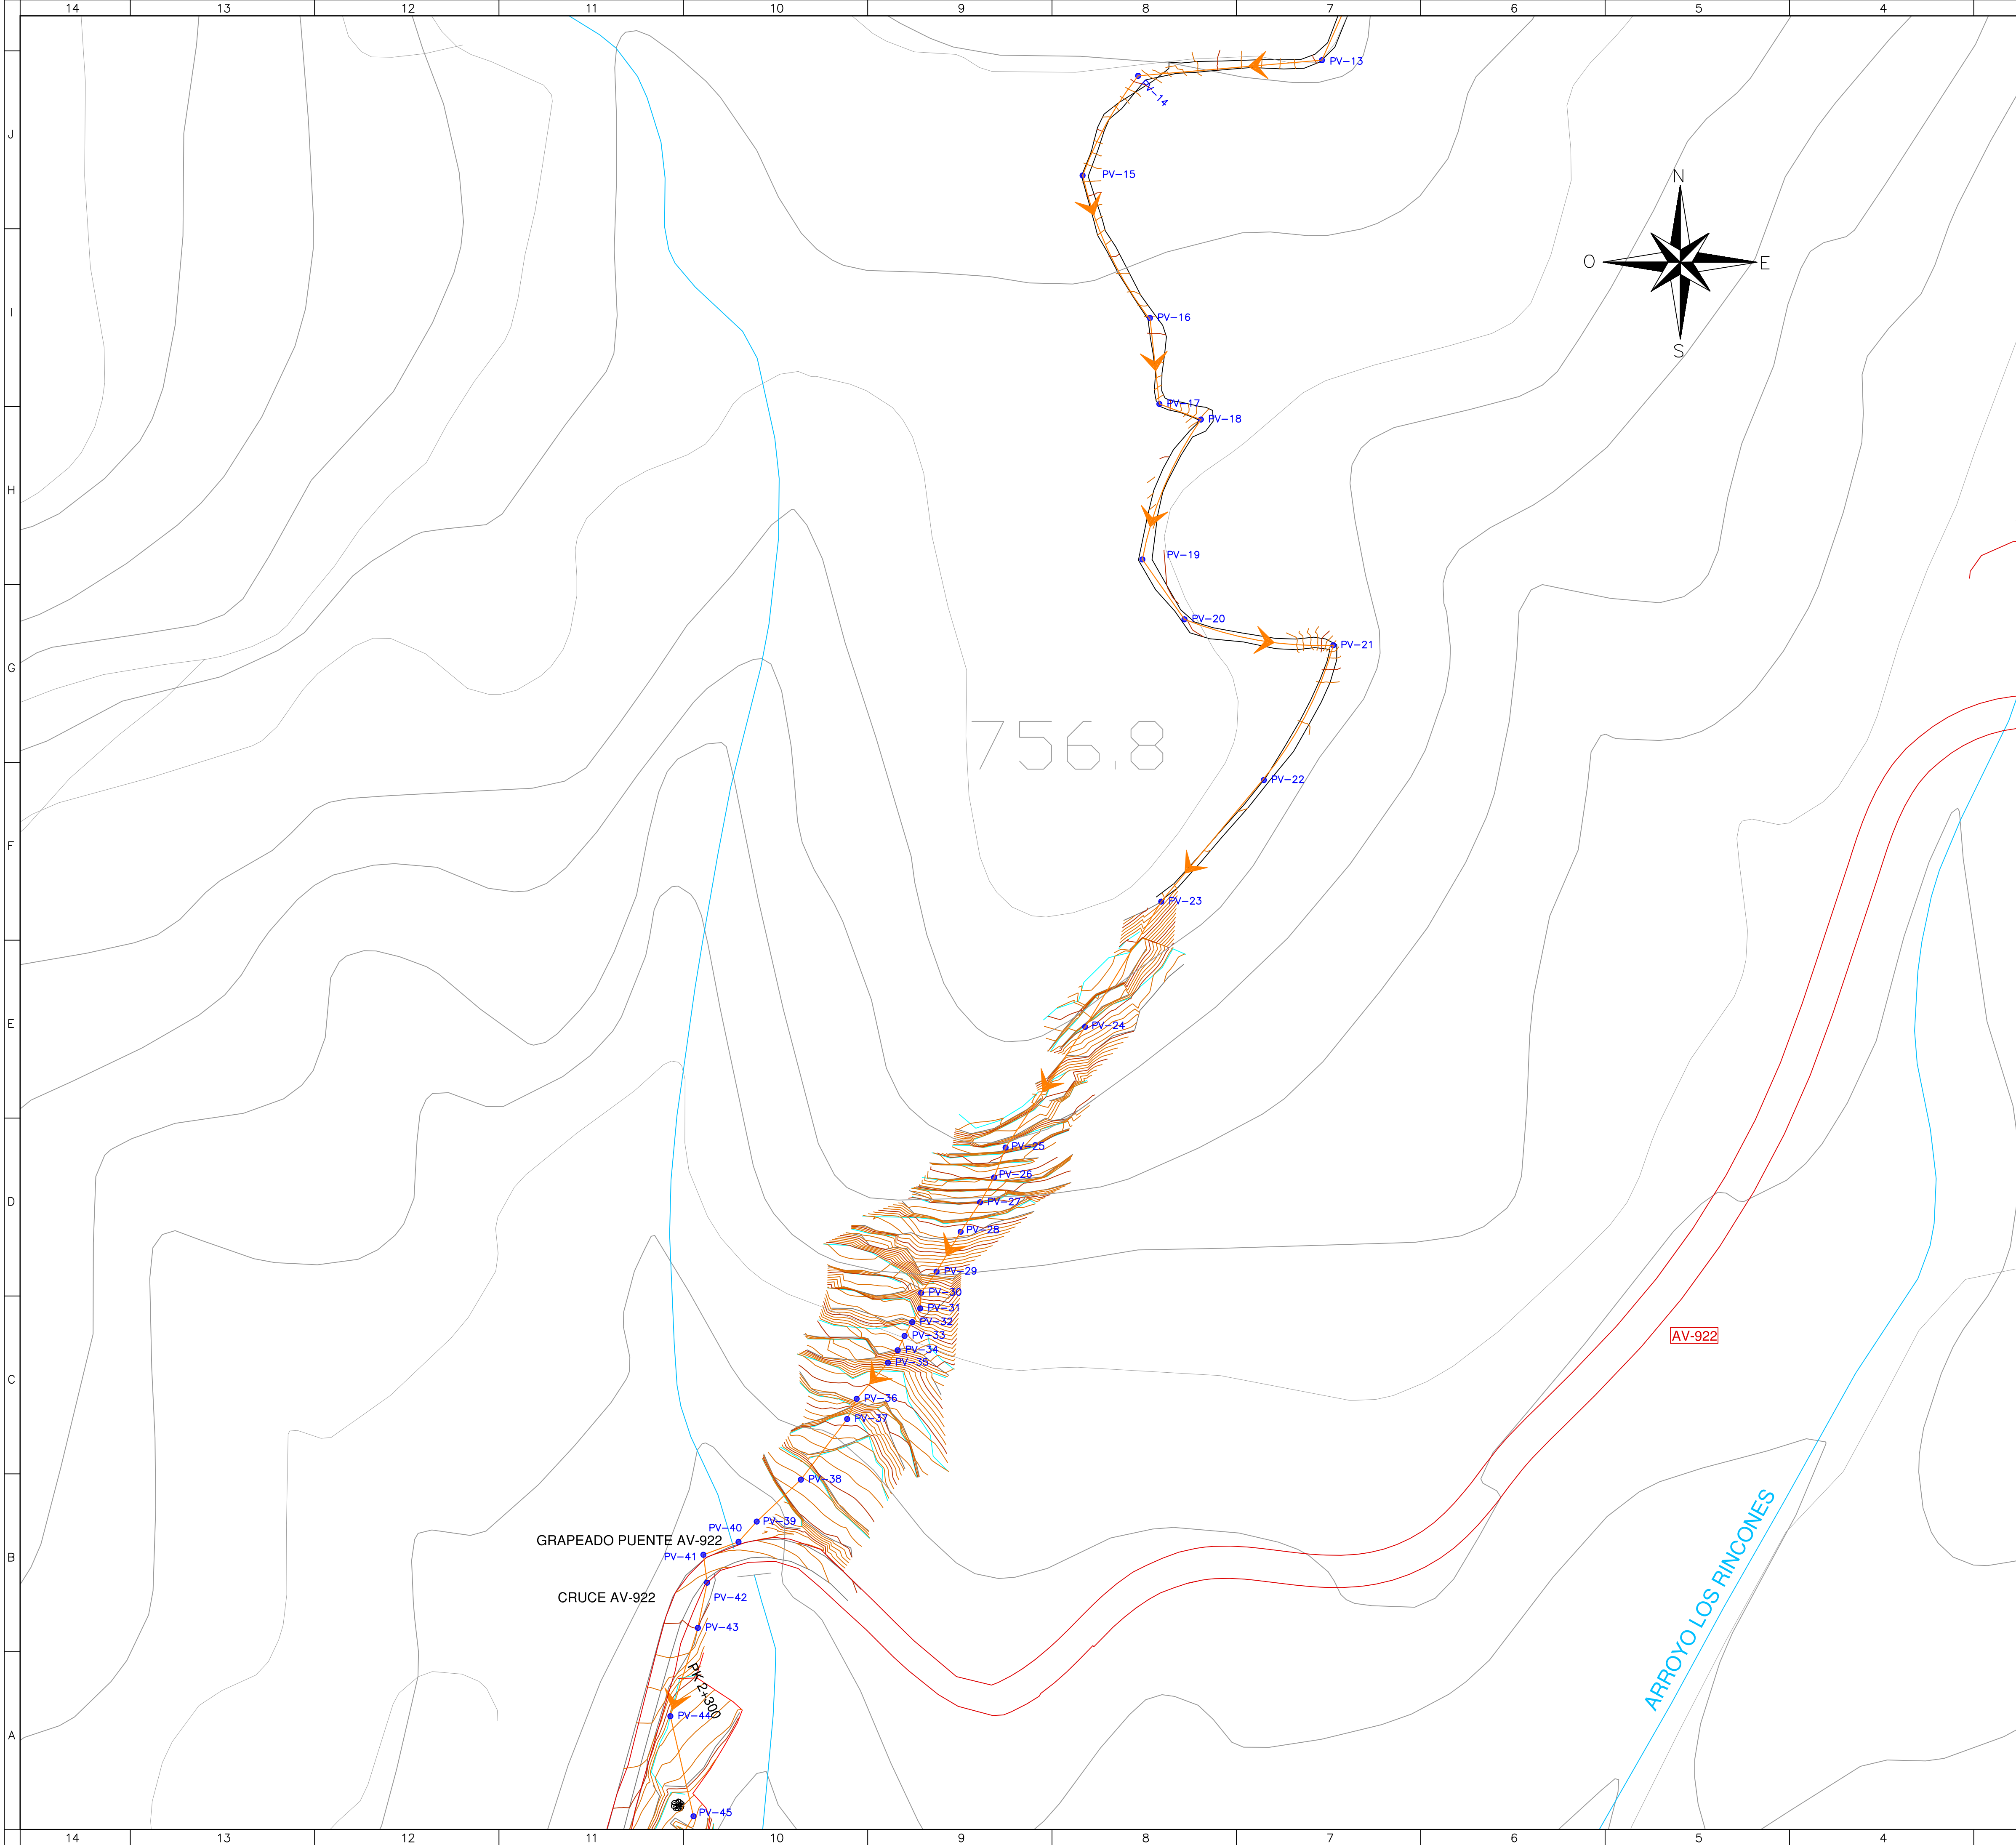 14 13 12 11 10 9 8 7 6 5 4
PV-13
PV-14
J
PV-15
N
O E
S
I
PV-16
PV-17
PV-18
H
PV-19
PV-20
PV-21
G
756.8
PV-22
F
PV-23
E
PV-24
PV-25
PV-26
D
PV-27
PV-28
PV-29
PV-30
PV-31
PV-32
PV-33
AV-922
PV-34
PV-35
C
PV-36
PV-37
PV-38
PV-39
PV-40
GRAPEADO PUENTE AV-922
PV-41
B
CRUCE AV-922
PV-42
ARROYO LOS RINCONES
PV-43
PK 2+300
PV-44
A
PV-45
14 13 12 11 10 9 8 7 6 5 4